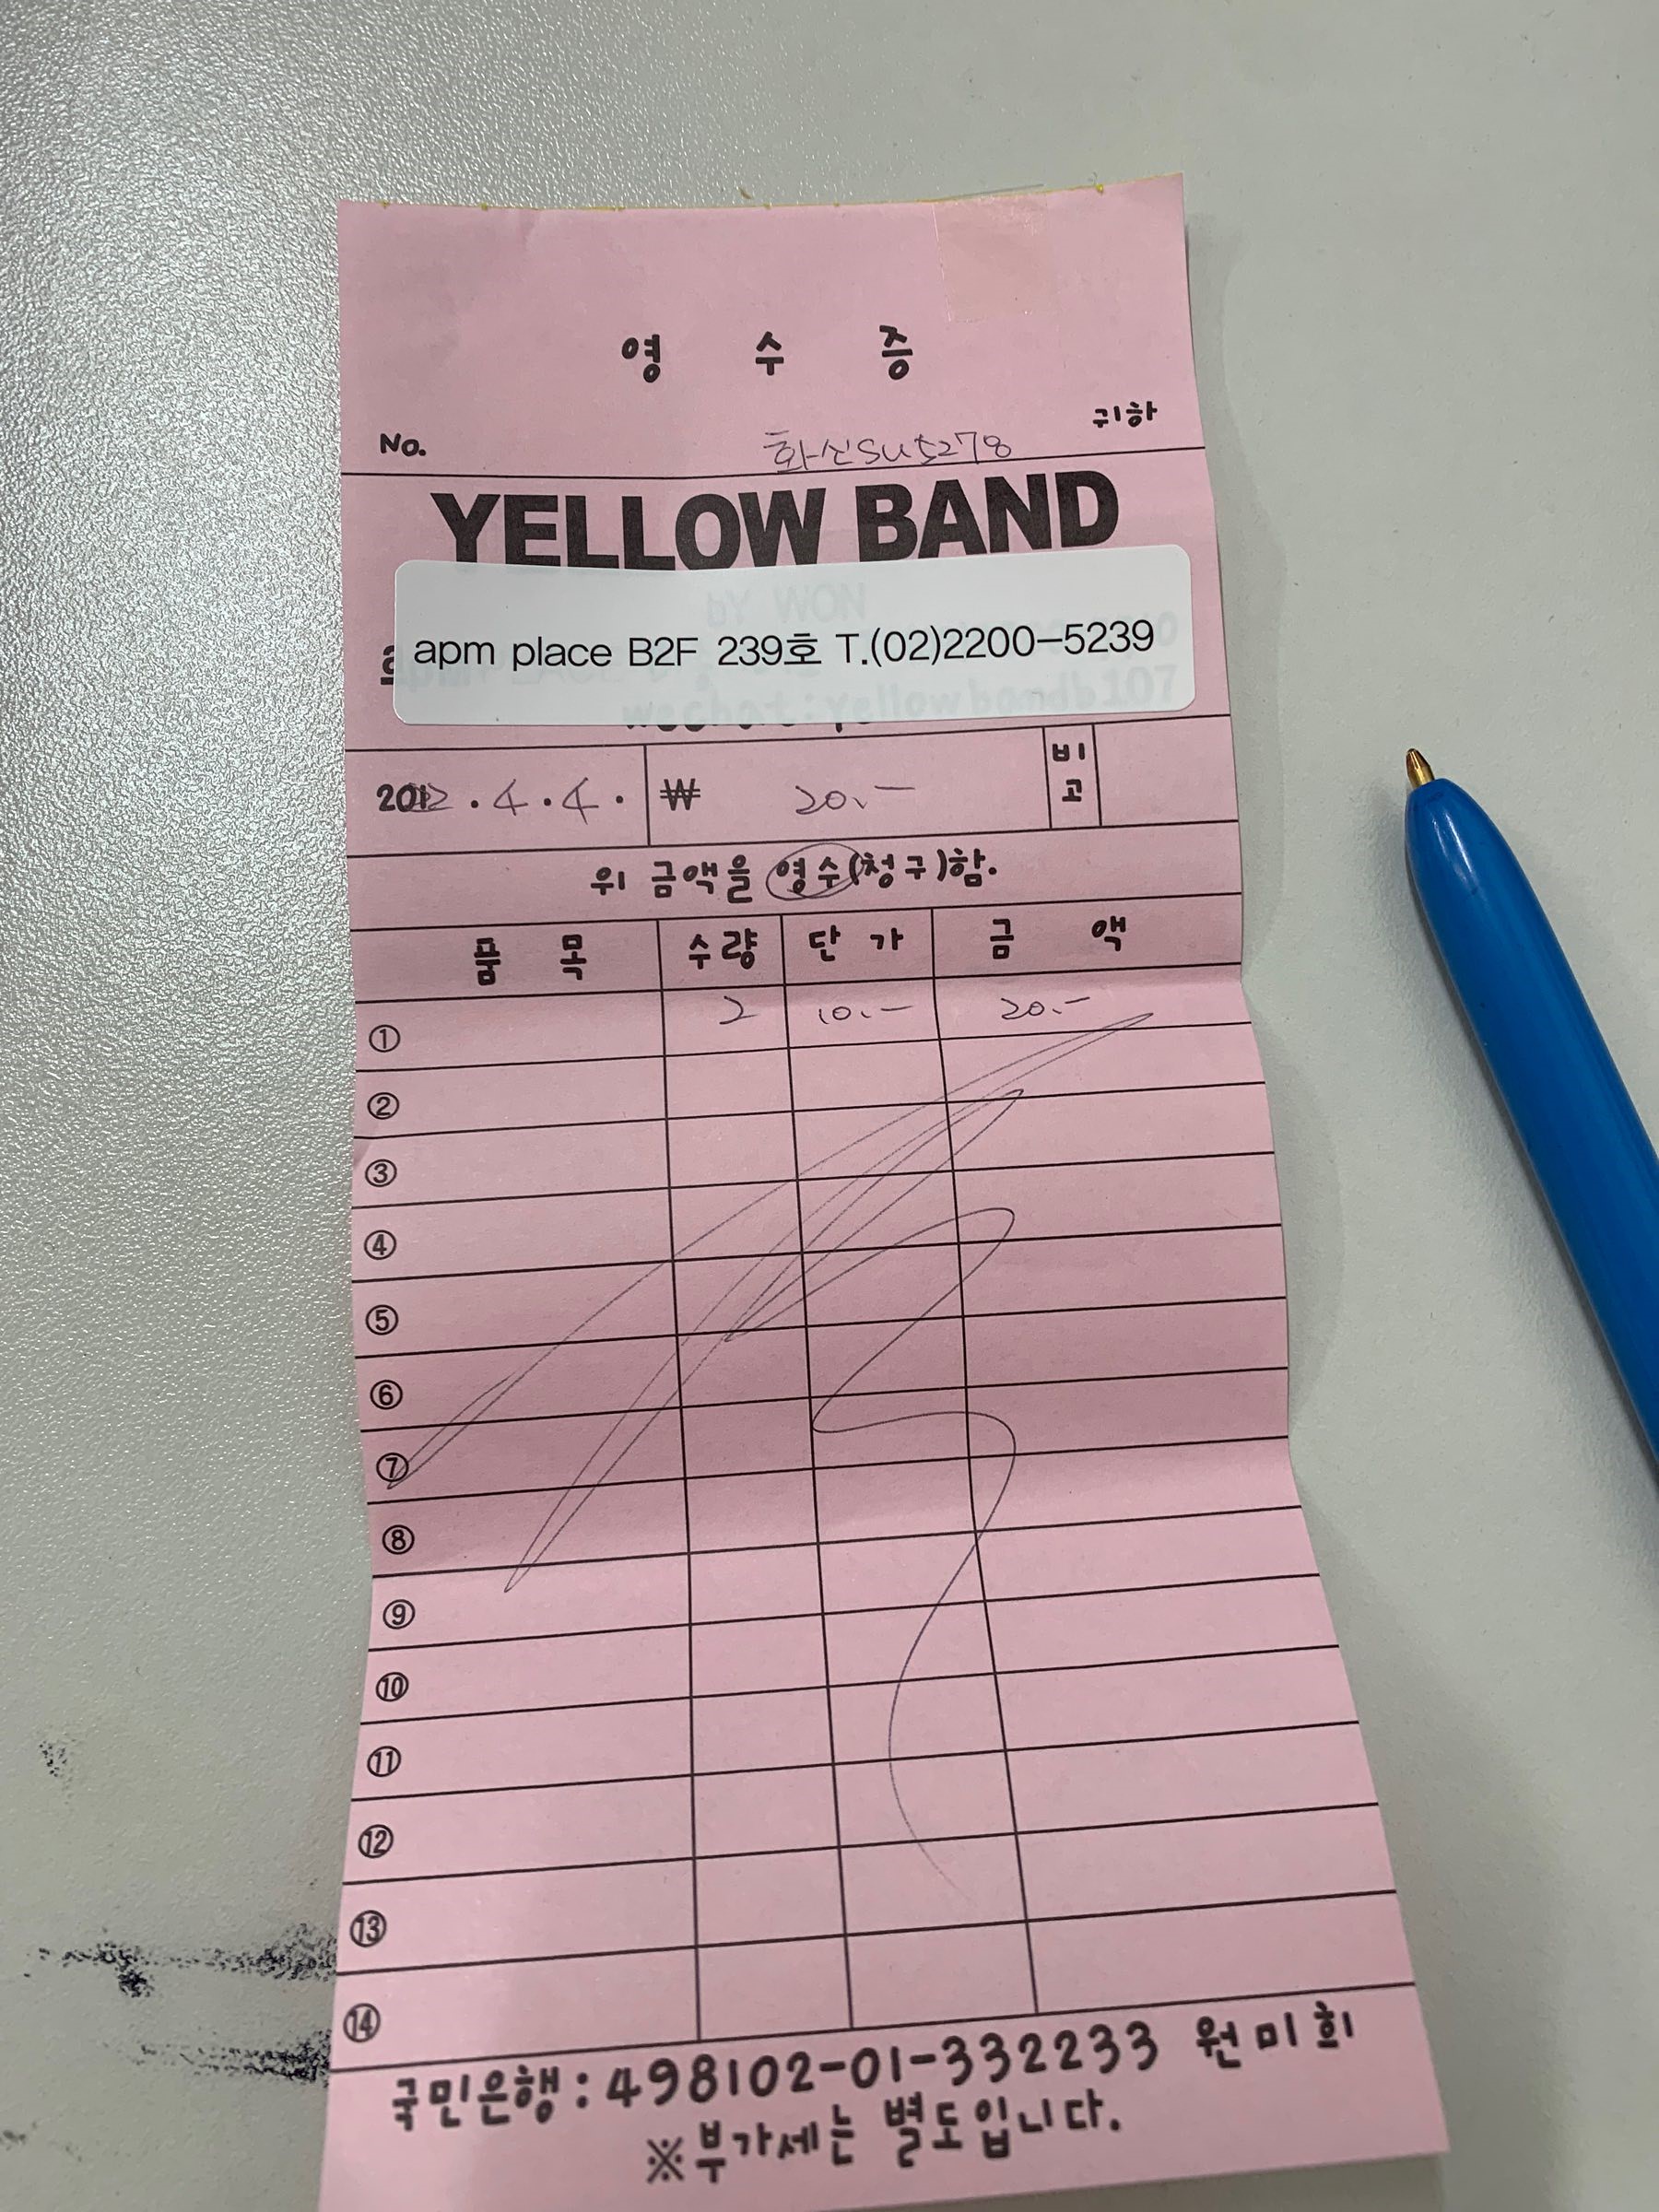 영 수 증
No. 화신su5278 귀하
YELLOW BAND
apm place B2F 239호 T.(02)2200-5239
. 4 . 4 . ₩ 20.- 비고
위 금액을 영수(청구)함.
품 목 수량 단 가 금 액
① 2 10.- 20.-
②
③
④
⑤
⑥
⑦
⑧
⑨
⑩
⑪
⑫
⑬
⑭
국민은행:498102-01-332233 원미희
※부가세는 별도입니다.